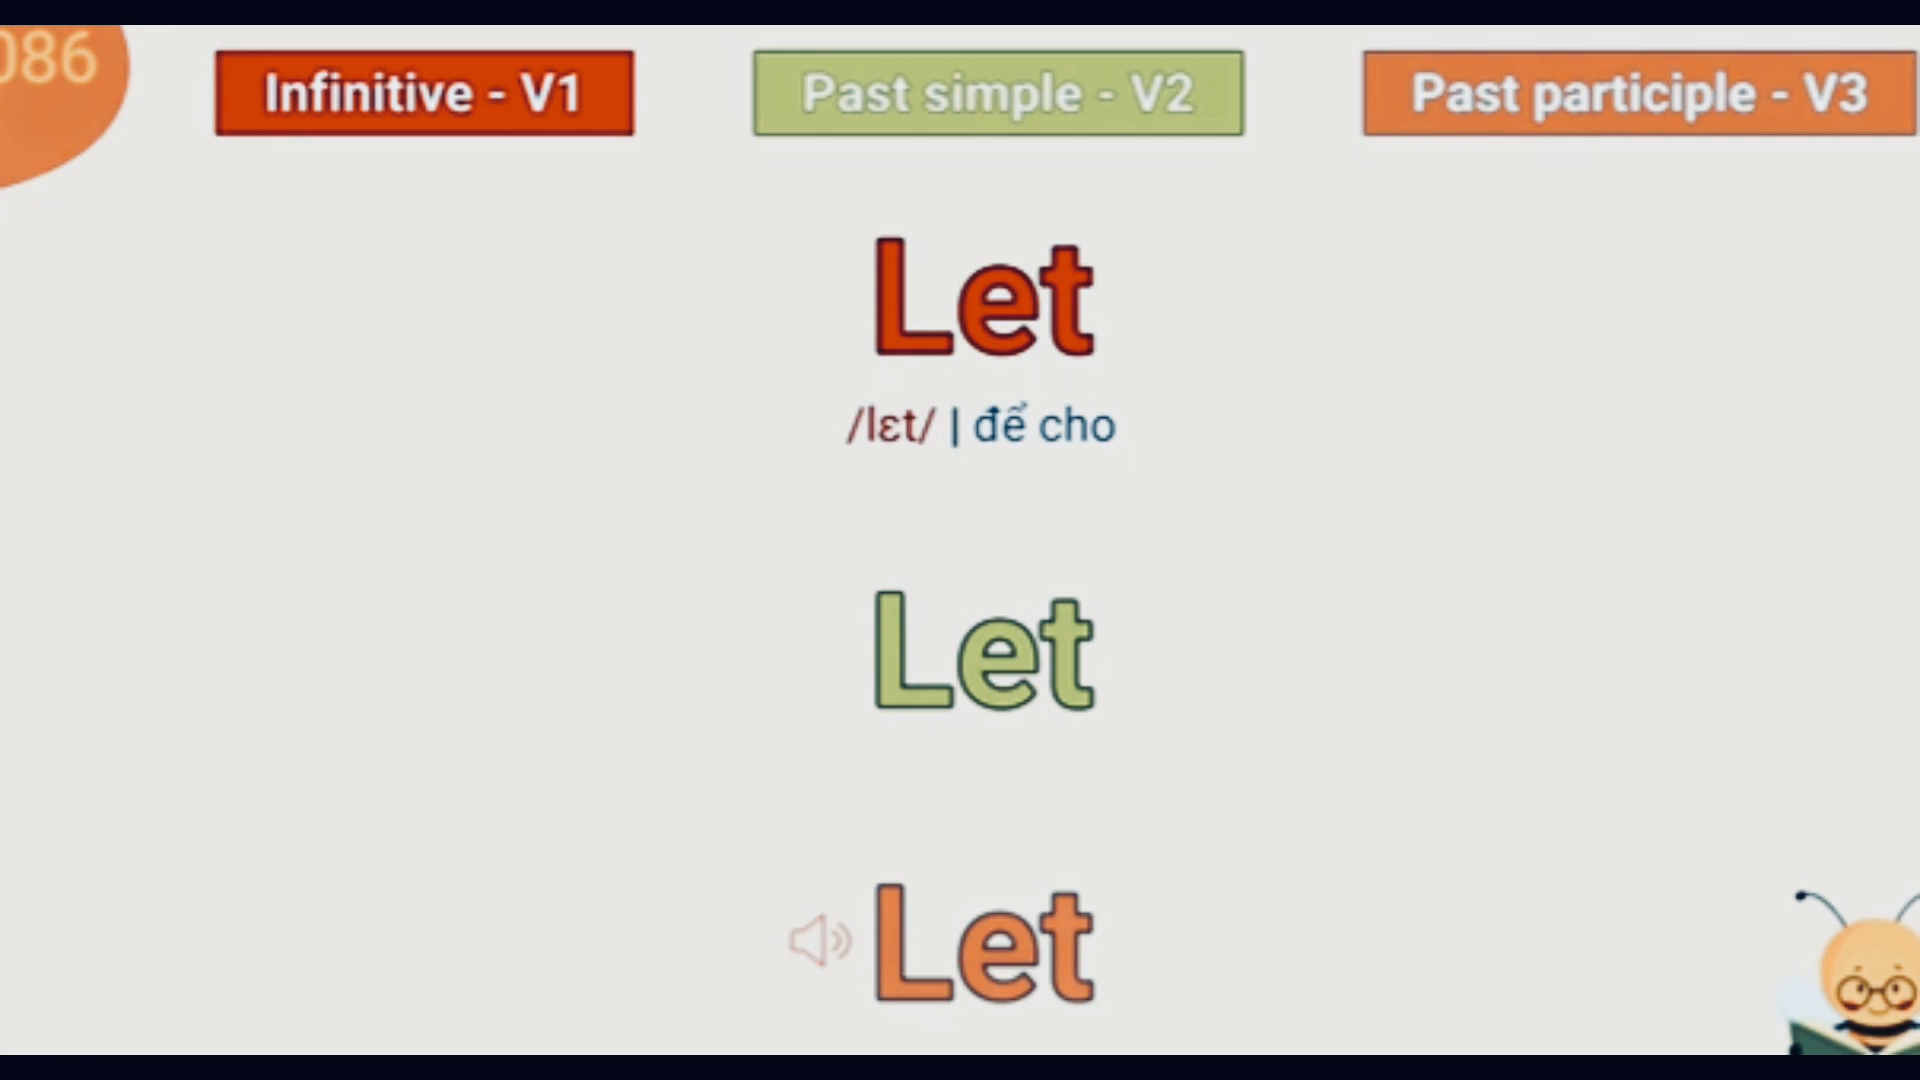 086
Infinitive - V1
Past simple - V2
Past participle - V3
Let
/lɛt/ | để cho
Let
Let